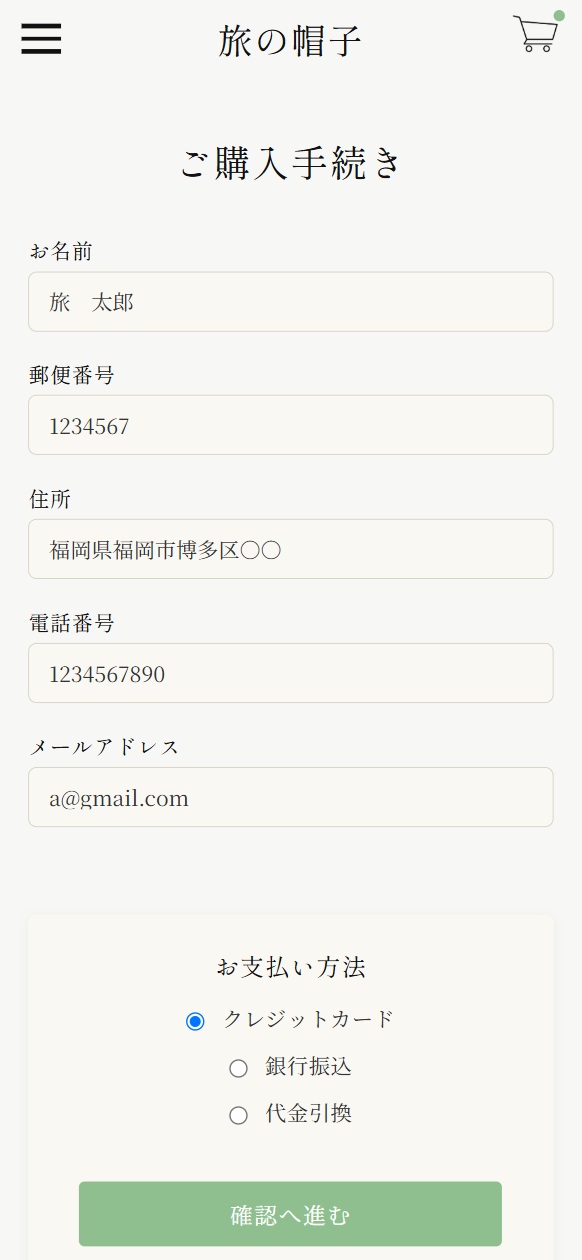 旅の帽子
ご購入手続き
お名前
旅　太郎
郵便番号
1234567
住所
福岡県福岡市博多区〇〇
電話番号
1234567890
メールアドレス
a@gmail.com
お支払い方法
クレジットカード
銀行振込
代金引換
確認へ進む